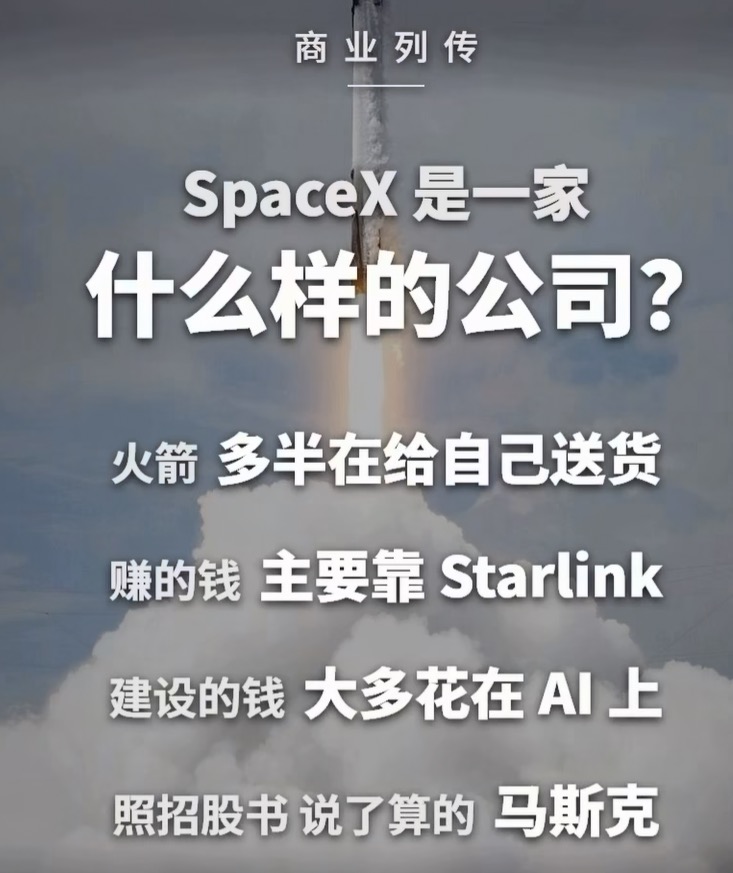 商业列传
SpaceX 是一家
什么样的公司？
火箭 多半在给自己送货
赚的钱 主要靠 Starlink
建设的钱 大多花在 AI 上
照招股书 说了算的 马斯克